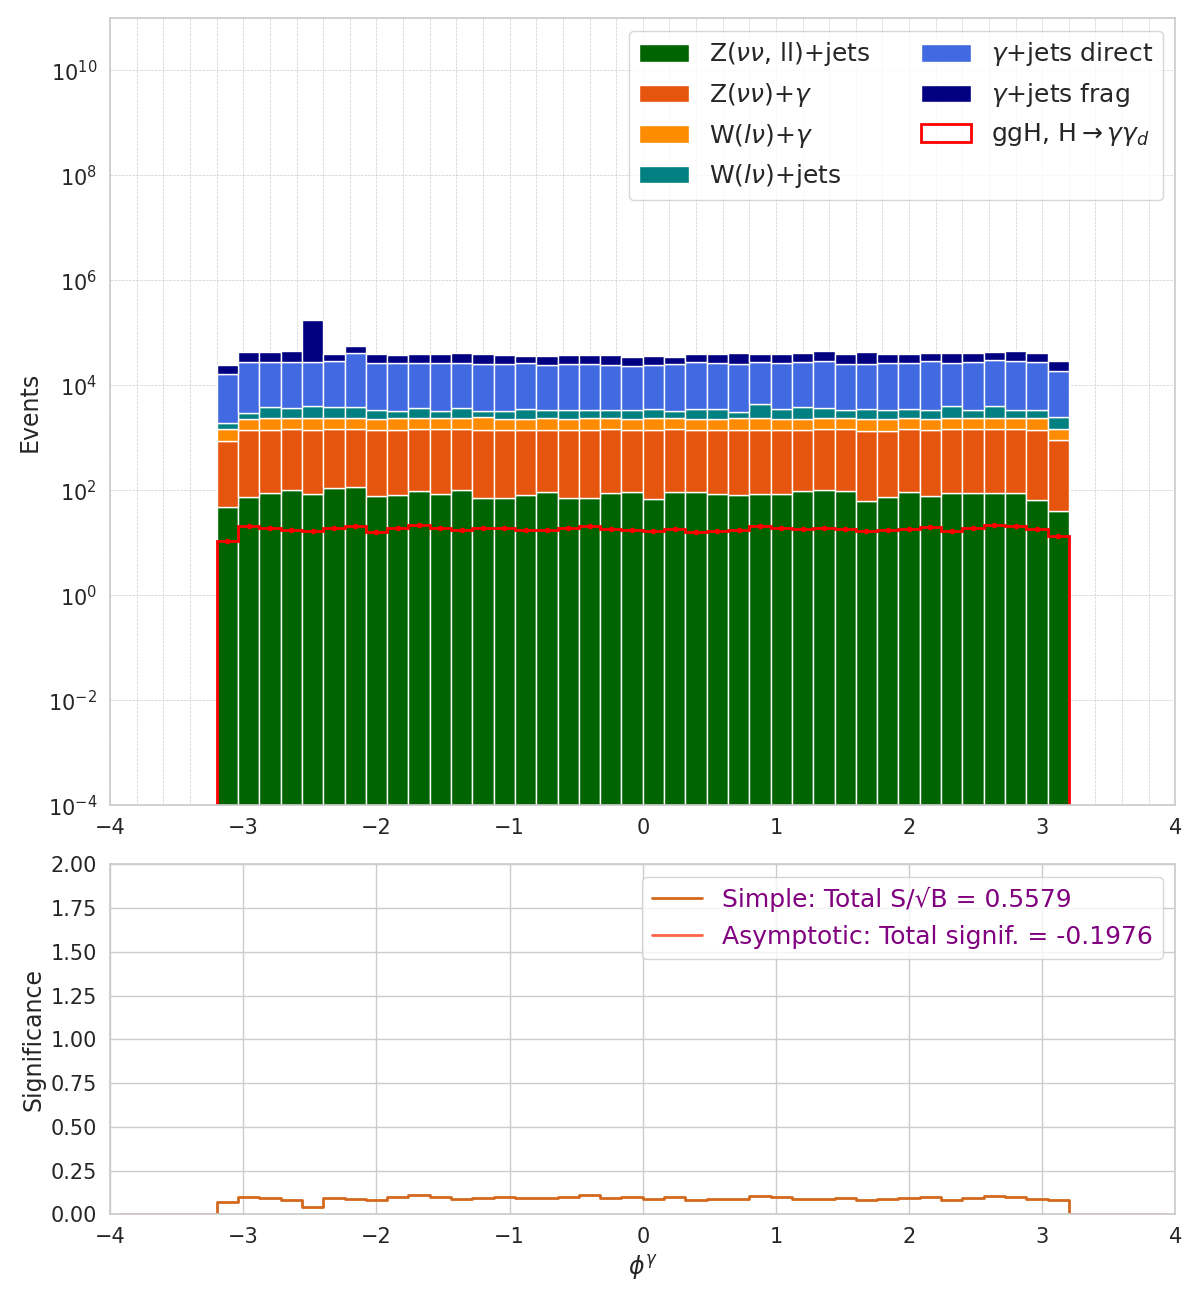 Z(νν, ll)+jets
Z(νν)+γ
W(lν)+γ
W(lν)+jets
γ+jets direct
γ+jets frag
ggH, H→γγ_d
Events
10^10
10^8
10^6
10^4
10^2
10^0
10^−2
10^−4
−4 −3 −2 −1 0 1 2 3 4
Simple: Total S/√B = 0.5579
Asymptotic: Total signif. = -0.1976
Significance
2.00
1.75
1.50
1.25
1.00
0.75
0.50
0.25
0.00
−4 −3 −2 −1 0 1 2 3 4
ϕ^γ